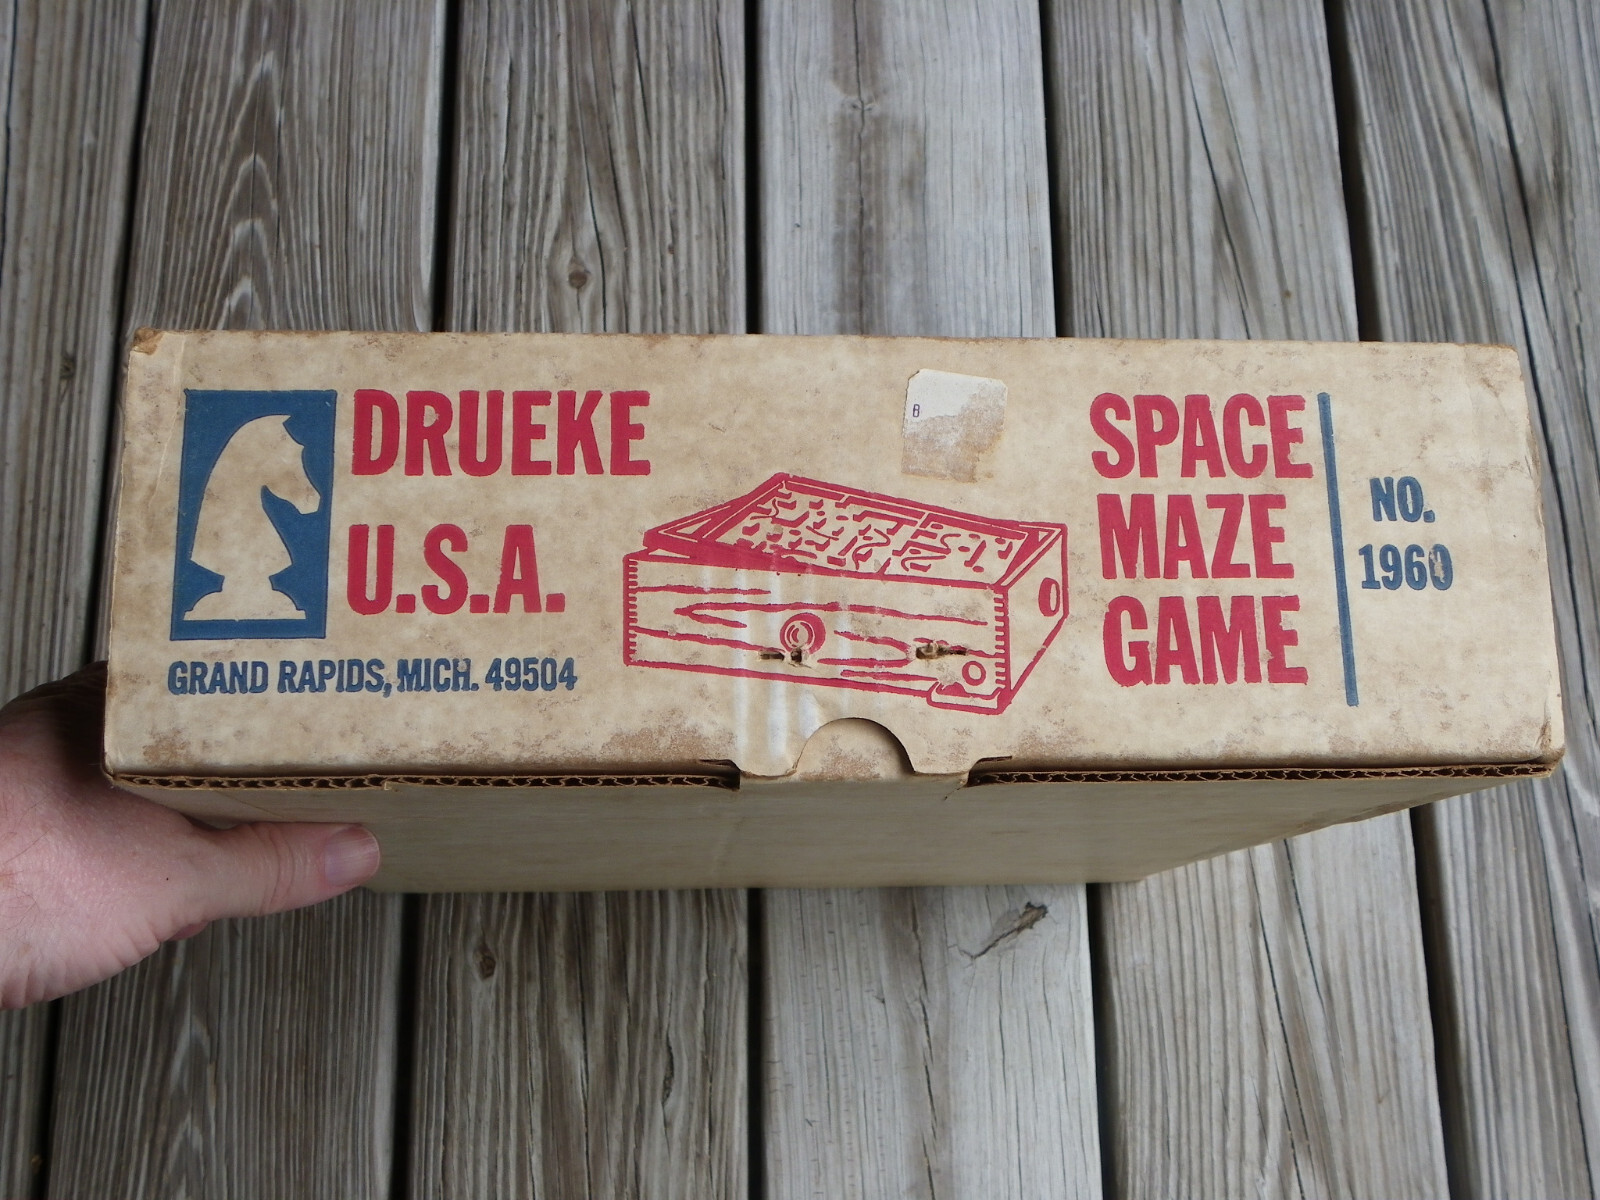 DRUEKE
U.S.A.
GRAND RAPIDS, MICH. 49504
B
SPACE
MAZE
GAME
NO.
1960